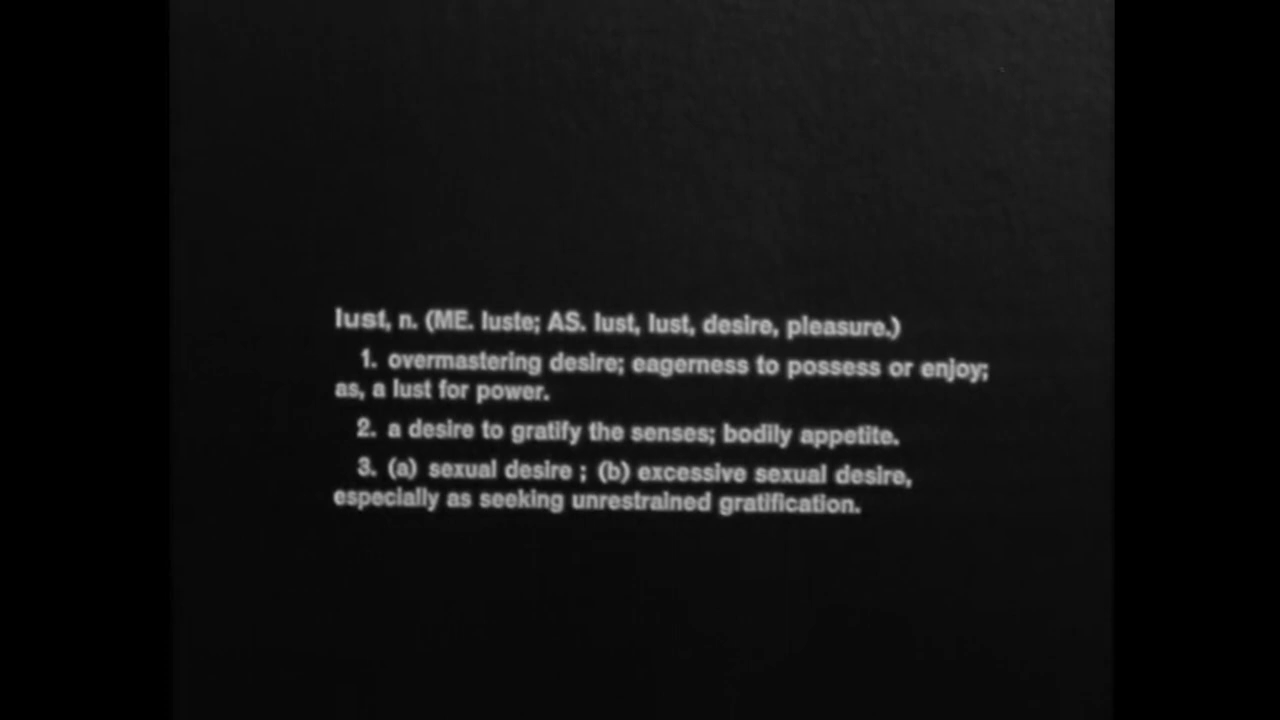 lust, n. (ME. luste; AS. lust, lust, desire, pleasure.)
1. overmastering desire; eagerness to possess or enjoy;
as, a lust for power.
2. a desire to gratify the senses; bodily appetite.
3. (a) sexual desire ; (b) excessive sexual desire,
especially as seeking unrestrained gratification.